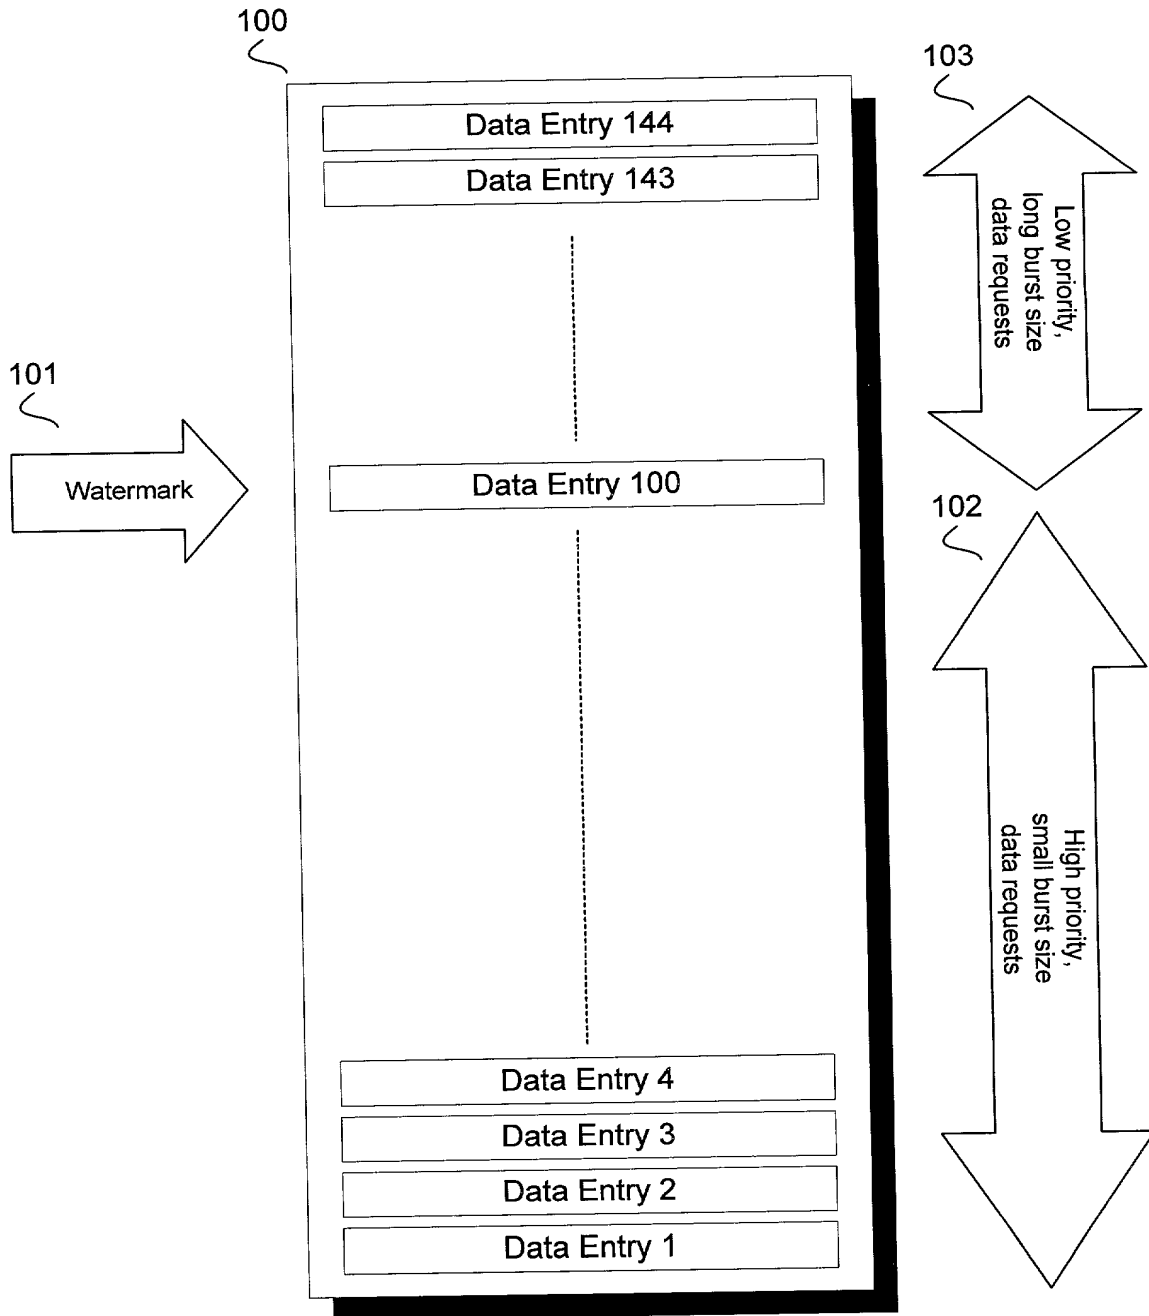 100
103
Data Entry 144
Data Entry 143
Low priority,
long burst size
data requests
101
Watermark
Data Entry 100
102
High priority,
small burst size
data requests
Data Entry 4
Data Entry 3
Data Entry 2
Data Entry 1